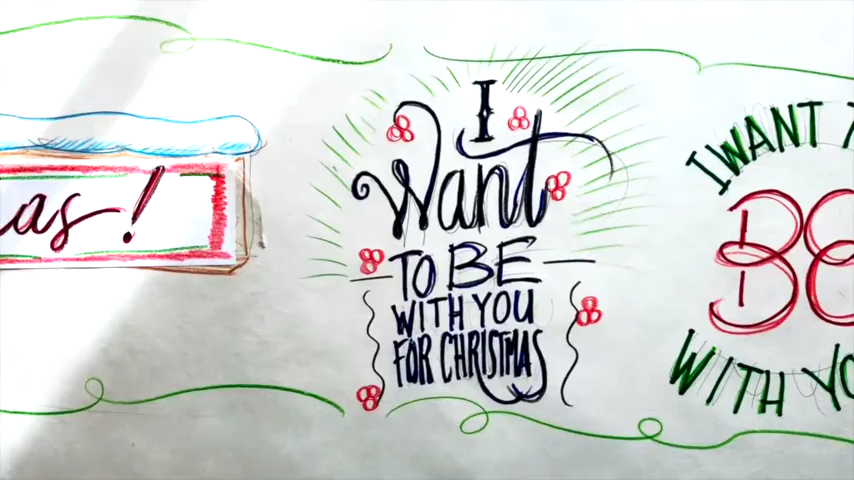 as!
I
Want
TO BE
WITH YOU
FOR CHRISTMAS
I WANT
BE
WITH YO